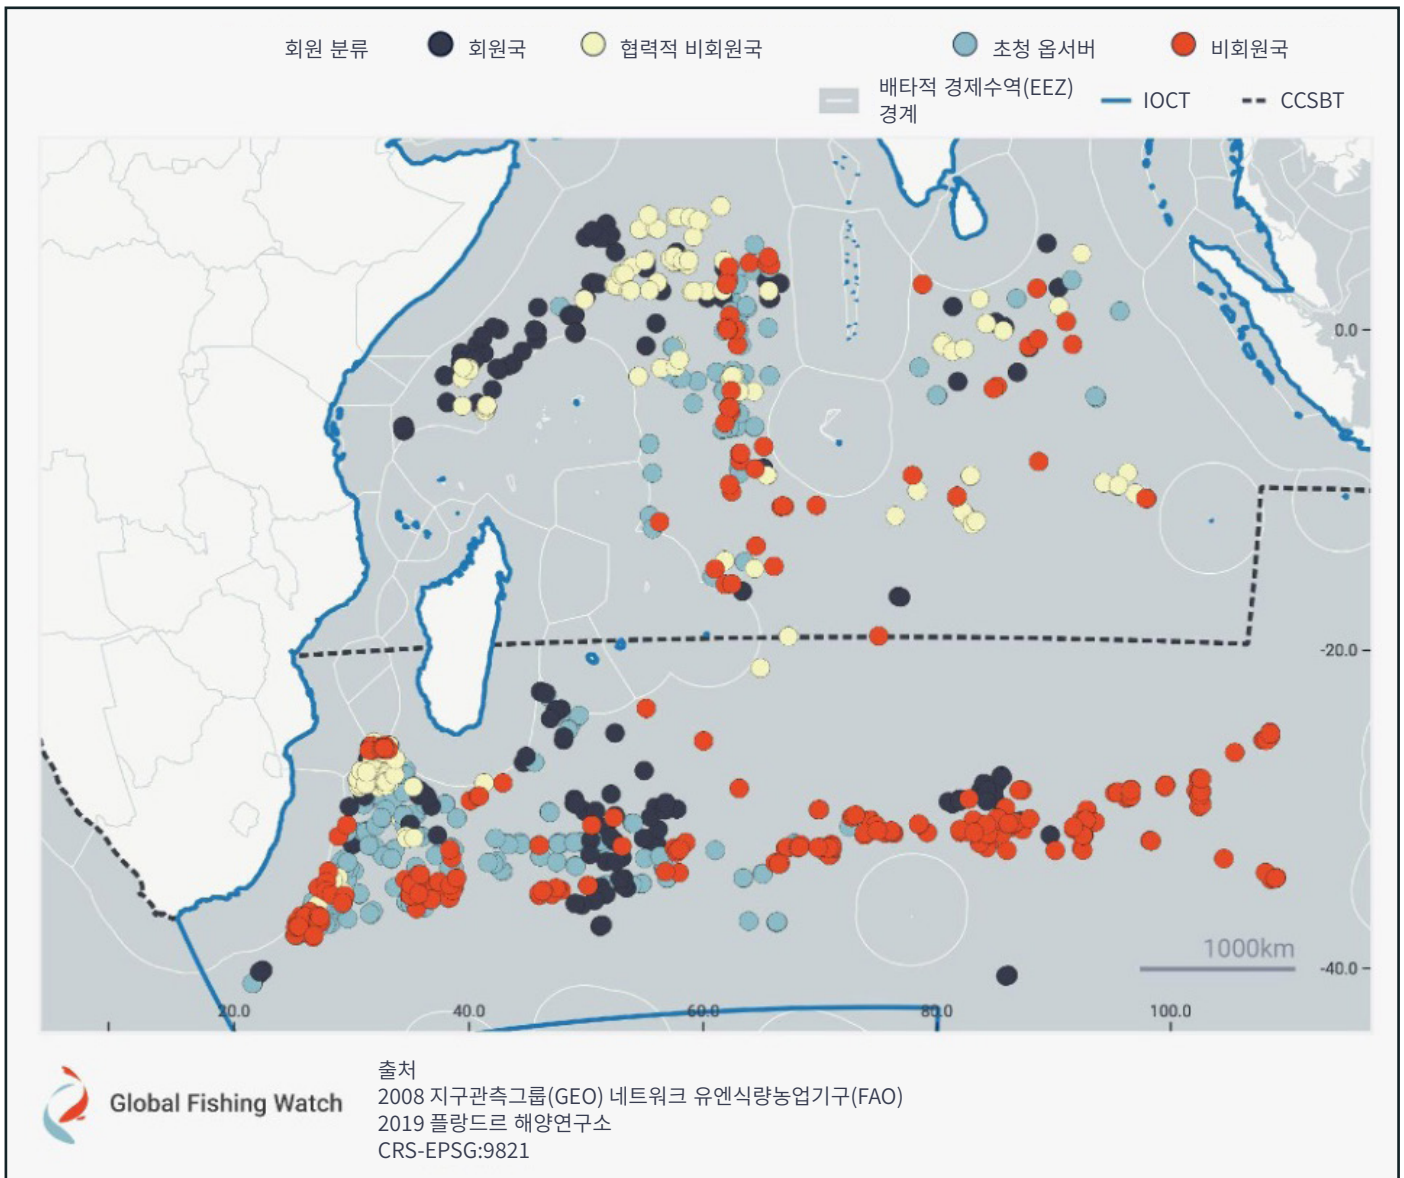 회원 분류 회원국 협력적 비회원국 초청 옵서버 비회원국
배타적 경제수역(EEZ)
경계 IOCT CCSBT
0.0
-20.0
1000km
-40.0
20.0 40.0 60.0 80.0 100.0
Global Fishing Watch
출처
2008 지구관측그룹(GEO) 네트워크 유엔식량농업기구(FAO)
2019 플랑드르 해양연구소
CRS-EPSG:9821